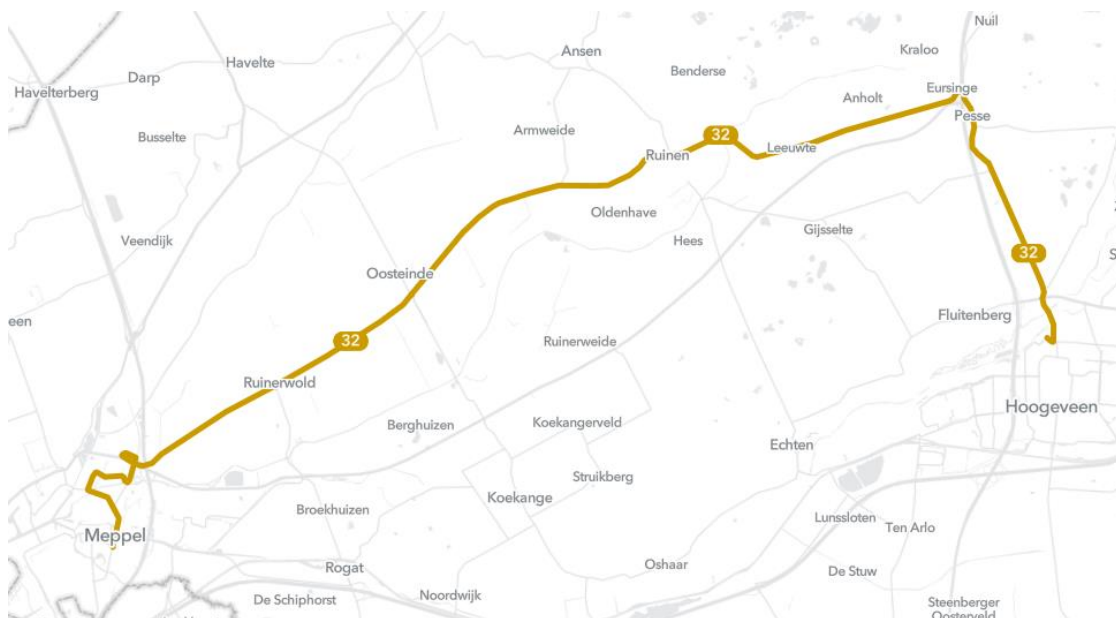 Nuil
Kraloo
Ansen
Havelte
Benderse
Darp
Havelterberg
Eursinge
Anholt
Pesse
Armweide
Busselte
32
Leeuwte
Ruinen
Oldenhave
Gijsselte
Veendijk
Hees
S
32
Oosteinde
een
Fluitenberg
32
Ruinerweide
Ruinerwold
Hoogeveen
Berghuizen
Koekangerveld
Echten
Struikberg
Koekange
Broekhuizen
Lunssloten
Ten Arlo
Meppel
Oshaar
Rogat
De Stuw
Noordwijk
De Schiphorst
Steenberger
Oosterveld